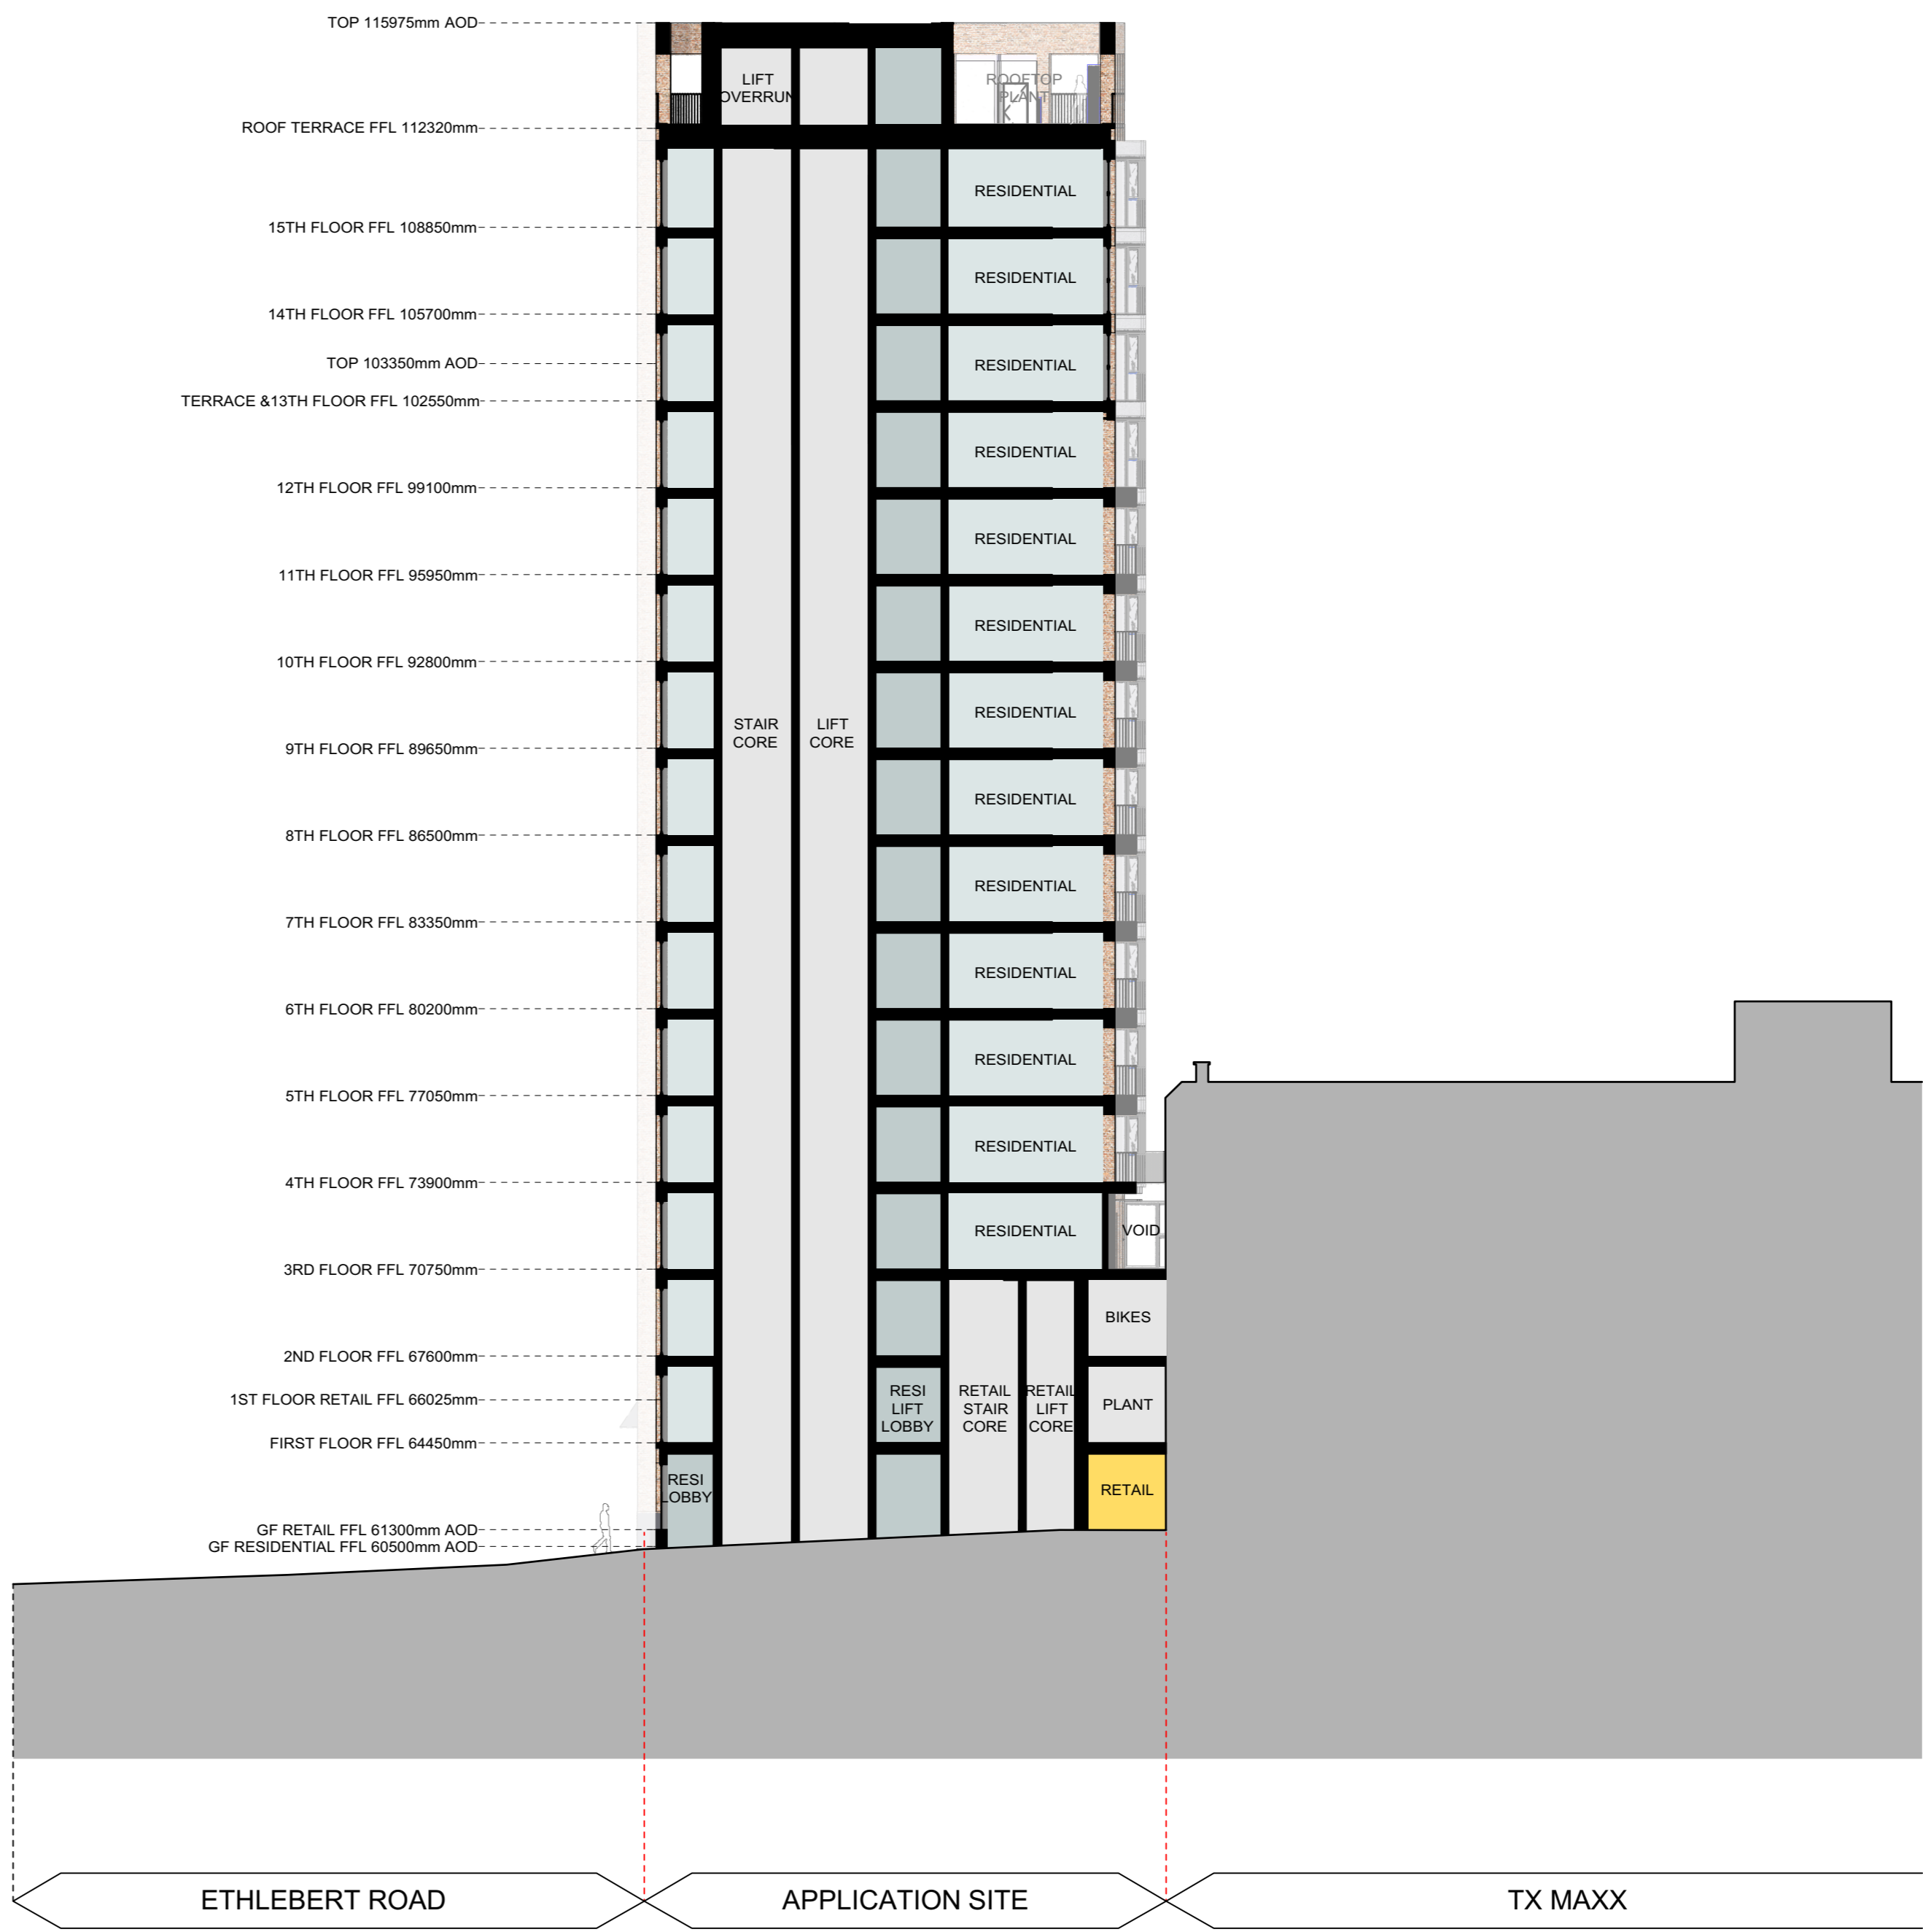 TOP 115975mm AOD
LIFT
OVERRUN
ROOFTOP
PLANT
ROOF TERRACE FFL 112320mm
RESIDENTIAL
15TH FLOOR FFL 108850mm
RESIDENTIAL
14TH FLOOR FFL 105700mm
TOP 103350mm AOD
RESIDENTIAL
TERRACE &13TH FLOOR FFL 102550mm
RESIDENTIAL
12TH FLOOR FFL 99100mm
RESIDENTIAL
11TH FLOOR FFL 95950mm
RESIDENTIAL
10TH FLOOR FFL 92800mm
RESIDENTIAL
STAIR
CORE
LIFT
CORE
9TH FLOOR FFL 89650mm
RESIDENTIAL
8TH FLOOR FFL 86500mm
RESIDENTIAL
7TH FLOOR FFL 83350mm
RESIDENTIAL
6TH FLOOR FFL 80200mm
RESIDENTIAL
5TH FLOOR FFL 77050mm
RESIDENTIAL
4TH FLOOR FFL 73900mm
RESIDENTIAL
VOID
3RD FLOOR FFL 70750mm
BIKES
2ND FLOOR FFL 67600mm
1ST FLOOR RETAIL FFL 66025mm
RESI
LIFT
LOBBY
RETAIL
STAIR
CORE
RETAIL
LIFT
CORE
PLANT
FIRST FLOOR FFL 64450mm
RESI
LOBBY
RETAIL
GF RETAIL FFL 61300mm AOD
GF RESIDENTIAL FFL 60500mm AOD
ETHLEBERT ROAD
APPLICATION SITE
TX MAXX